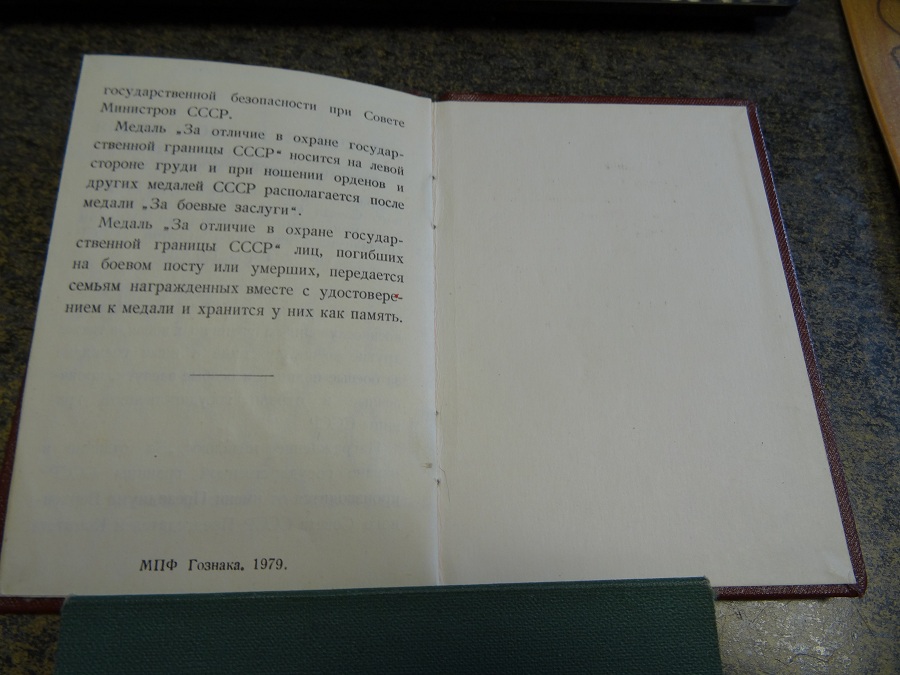 государственной безопасности при Совете
Министров СССР.
Медаль „За отличие в охране государ-
ственной границы СССР“ носится на левой
стороне груди и при ношении орденов и
других медалей СССР располагается после
медали „За боевые заслуги“.
Медаль „За отличие в охране государ-
ственной границы СССР“ лиц, погибших
на боевом посту или умерших, передается
семьям награжденных вместе с удостовере-
нием к медали и хранится у них как память.
МПФ Гознака. 1979.